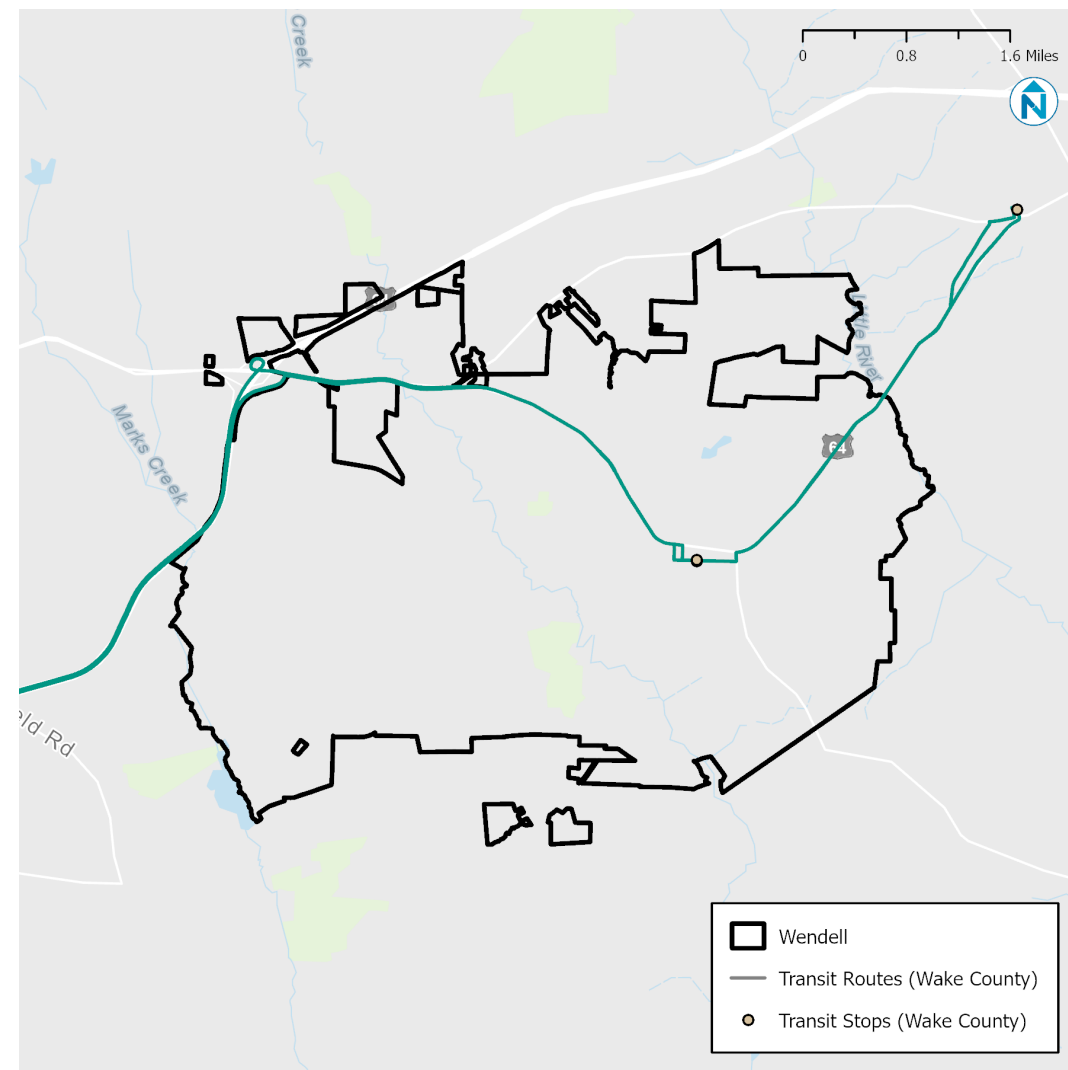 Creek
0 0.8 1.6 Miles
N
Little River
Marks Creek
64
eld Rd
Wendell
Transit Routes (Wake County)
Transit Stops (Wake County)